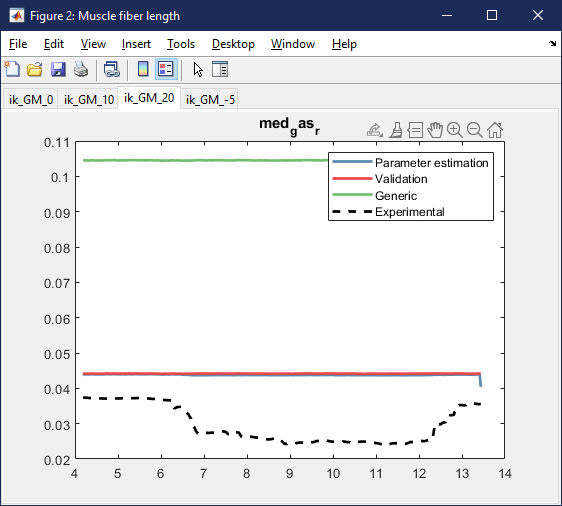 Figure 2: Muscle fiber length
File Edit View Insert Tools Desktop Window Help
ik_GM_0 ik_GM_10 ik_GM_20 ik_GM_-5
med_gas_r
0.11
0.1
0.09
0.08
0.07
0.06
0.05
0.04
0.03
0.02
Parameter estimation
Validation
Generic
Experimental
4 5 6 7 8 9 10 11 12 13 14